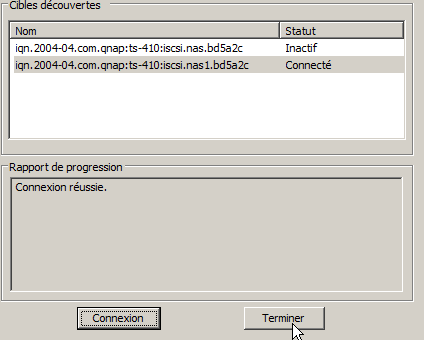 Cibles découvertes
Nom Statut
iqn.2004-04.com.qnap:ts-410:iscsi.nas.bd5a2c Inactif
iqn.2004-04.com.qnap:ts-410:iscsi.nas1.bd5a2c Connecté
Rapport de progression
Connexion réussie.
Connexion Terminer